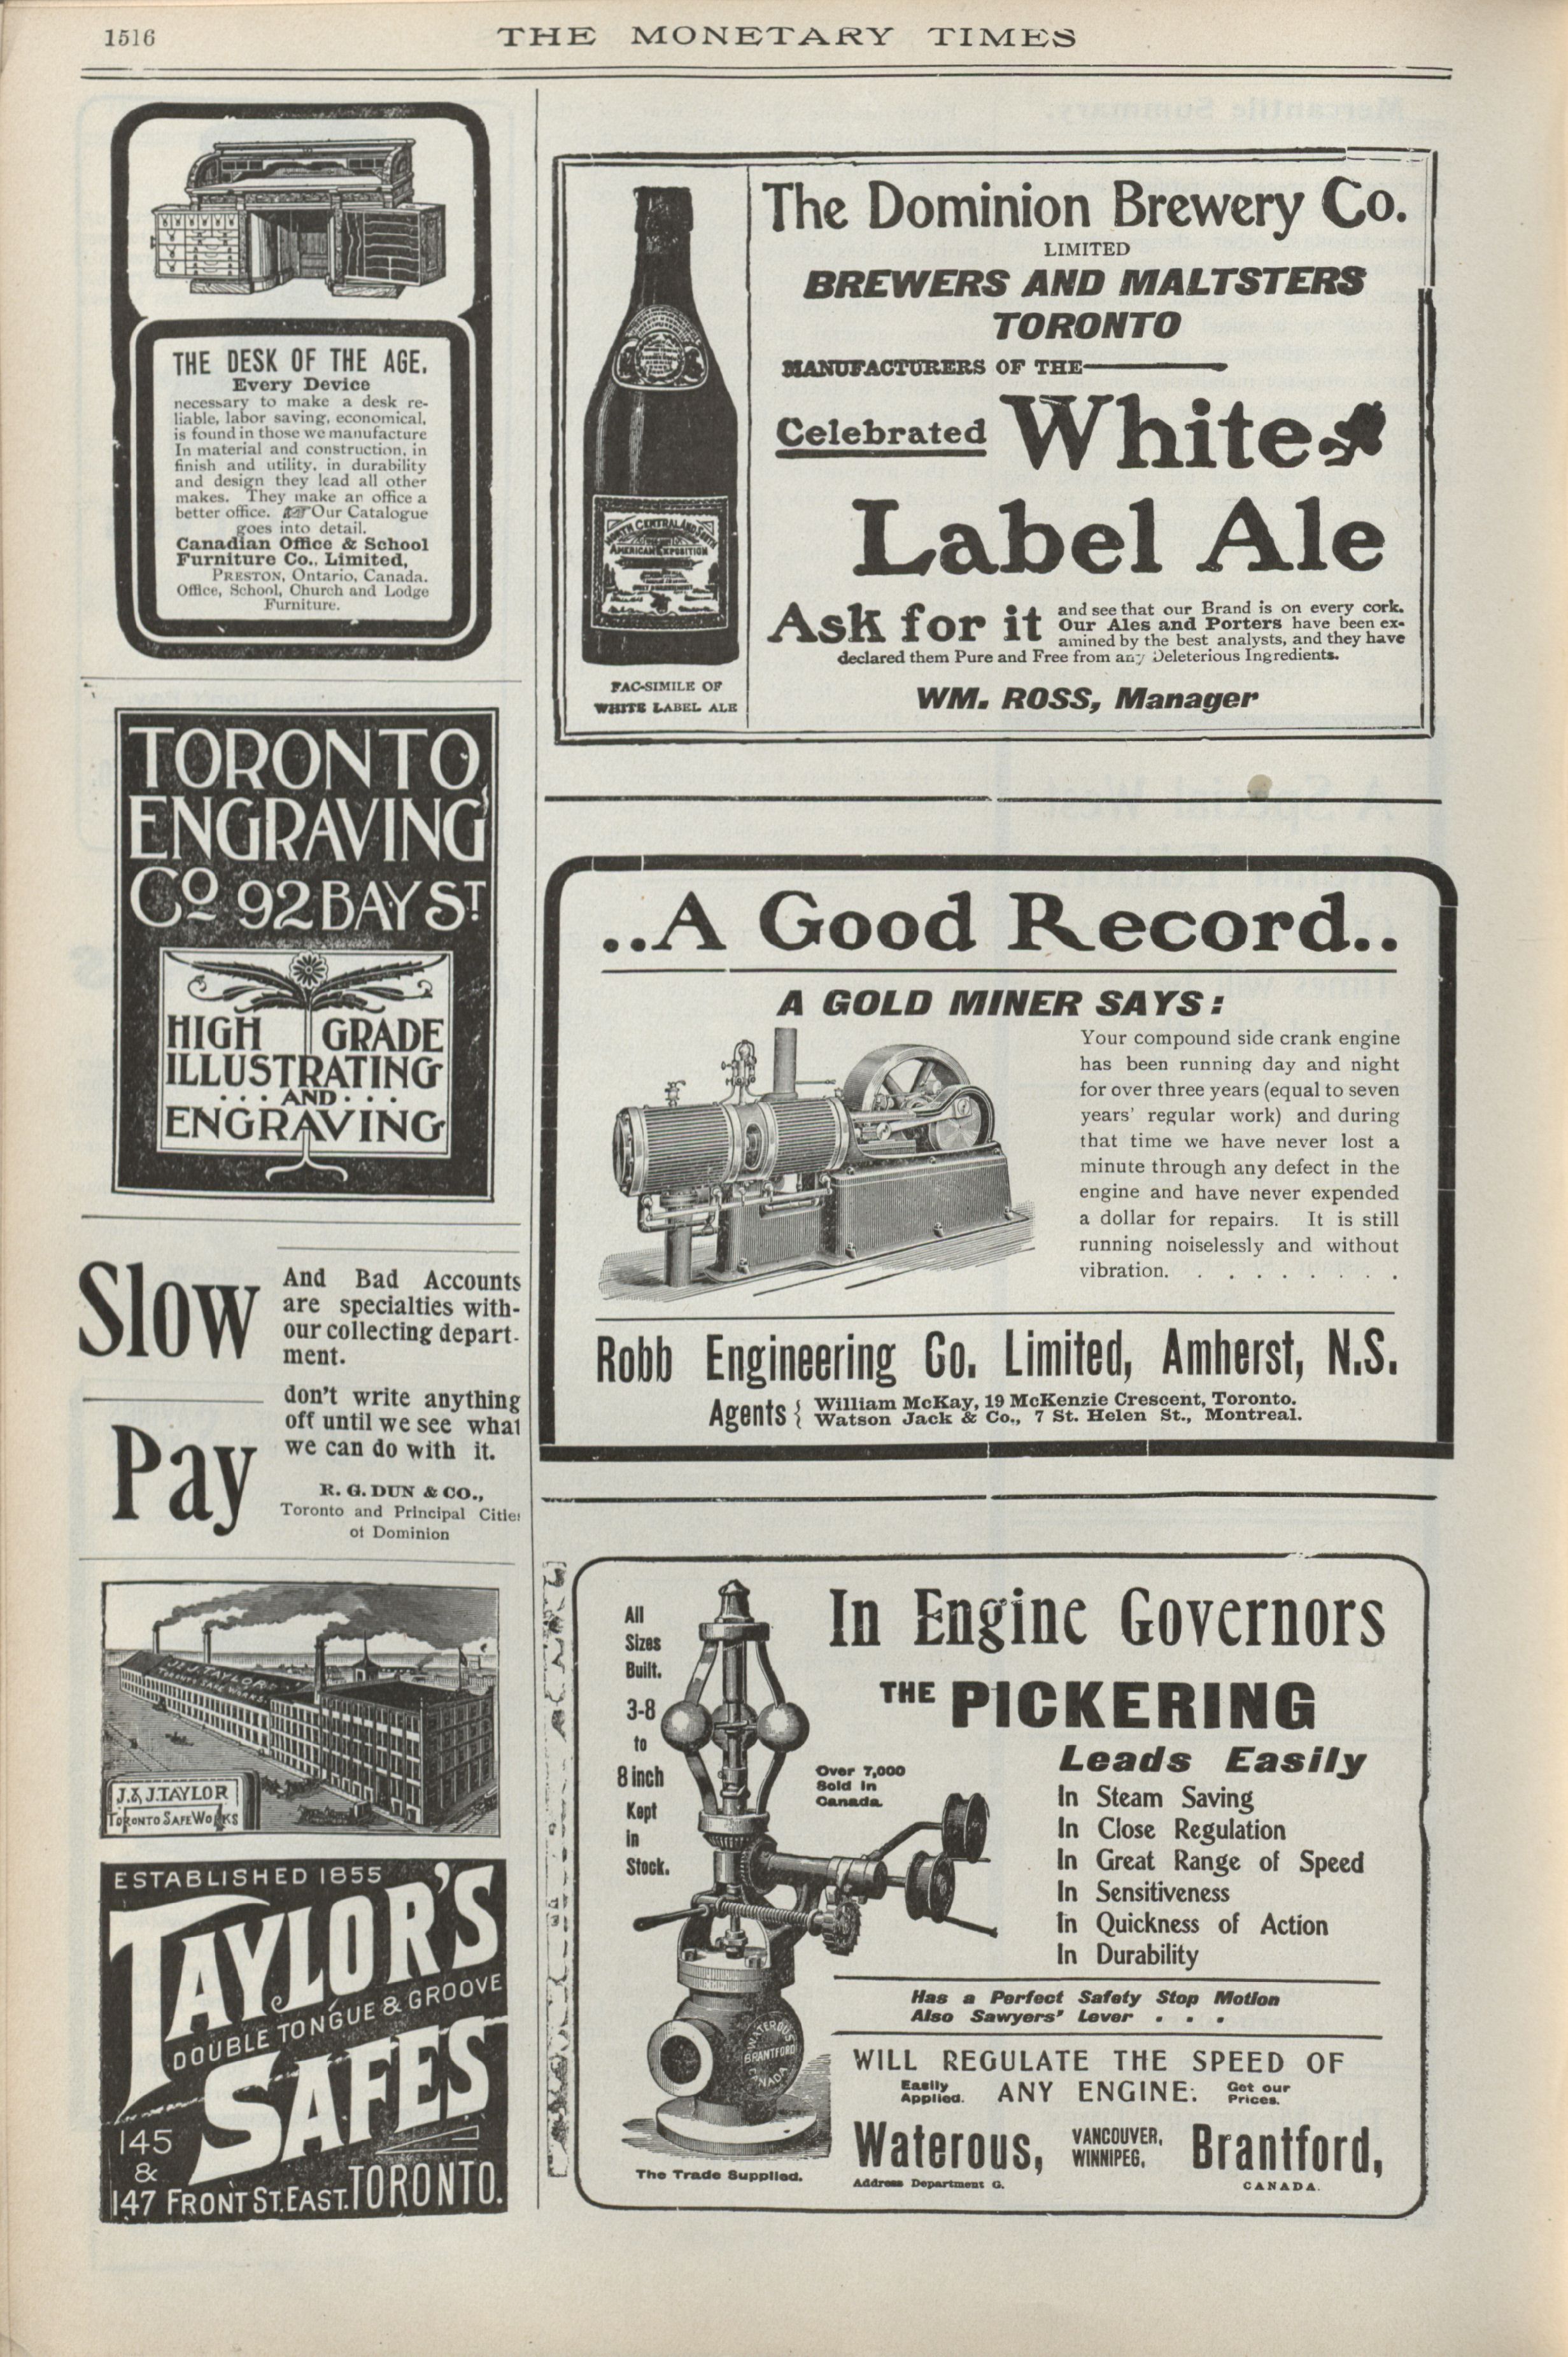 1516
THE MONETARY TIMES
THE DESK OF THE AGE.
Every Device
necessary to make a desk re-
liable, labor saving, economical,
is found in those we manufacture
In material and construction, in
finish and utility, in durability
and design they lead all other
makes. They make an office a
better office. Our Catalogue
goes into detail.
Canadian Office & School
Furniture Co., Limited,
PRESTON, Ontario, Canada.
Office, School, Church and Lodge
Furniture.
TORONTO
ENGRAVING
Co 92 BAY ST
HIGH GRADE
ILLUSTRATING
... AND ...
ENGRAVING
Slow
And Bad Accounts
are specialties with-
our collecting depart-
ment.
Pay
don't write anything
off until we see what
we can do with it.
R. G. DUN & CO.,
Toronto and Principal Cities
of Dominion
J. & J. TAYLOR
TORONTO SAFE WORKS.
J. & J. TAYLOR
TORONTO SAFE WORKS
ESTABLISHED 1855
TAYLOR'S
DOUBLE TONGUE & GROOVE
SAFES
145
&
147 FRONT ST. EAST. TORONTO.
NORTH CENTRAL AND SOUTH
AMERICAN EXPOSITION
FAC-SIMILE OF
WHITE LABEL ALE
The Dominion Brewery Co.
LIMITED
BREWERS AND MALTSTERS
TORONTO
MANUFACTURERS OF THE
Celebrated White
Label Ale
Ask for it and see that our Brand is on every cork.
Our Ales and Porters have been ex-
amined by the best analysts, and they have
declared them Pure and Free from any Deleterious Ingredients.
WM. ROSS, Manager
..A Good Record..
A GOLD MINER SAYS:
Your compound side crank engine
has been running day and night
for over three years (equal to seven
years' regular work) and during
that time we have never lost a
minute through any defect in the
engine and have never expended
a dollar for repairs. It is still
running noiselessly and without
vibration. . . . . . . . .
Robb Engineering Co. Limited, Amherst, N.S.
Agents { William McKay, 19 McKenzie Crescent, Toronto.
Watson Jack & Co., 7 St. Helen St., Montreal.
All
Sizes
Built.
3-8
to
8 inch
Kept
in
Stock.
In Engine Governors
THE PICKERING
Leads Easily
Over 7,000
Sold in
Canada.
In Steam Saving
In Close Regulation
In Great Range of Speed
In Sensitiveness
In Quickness of Action
In Durability
Has a Perfect Safety Stop Motion
Also Sawyers' Lever . . .
WATEROUS
BRANTFORD
CANADA
WILL REGULATE THE SPEED OF
Easily
Applied.
ANY ENGINE.
Get our
Prices.
Waterous,
VANCOUVER,
WINNIPEG,
Brantford,
Address Department G.
CANADA.
The Trade Supplied.